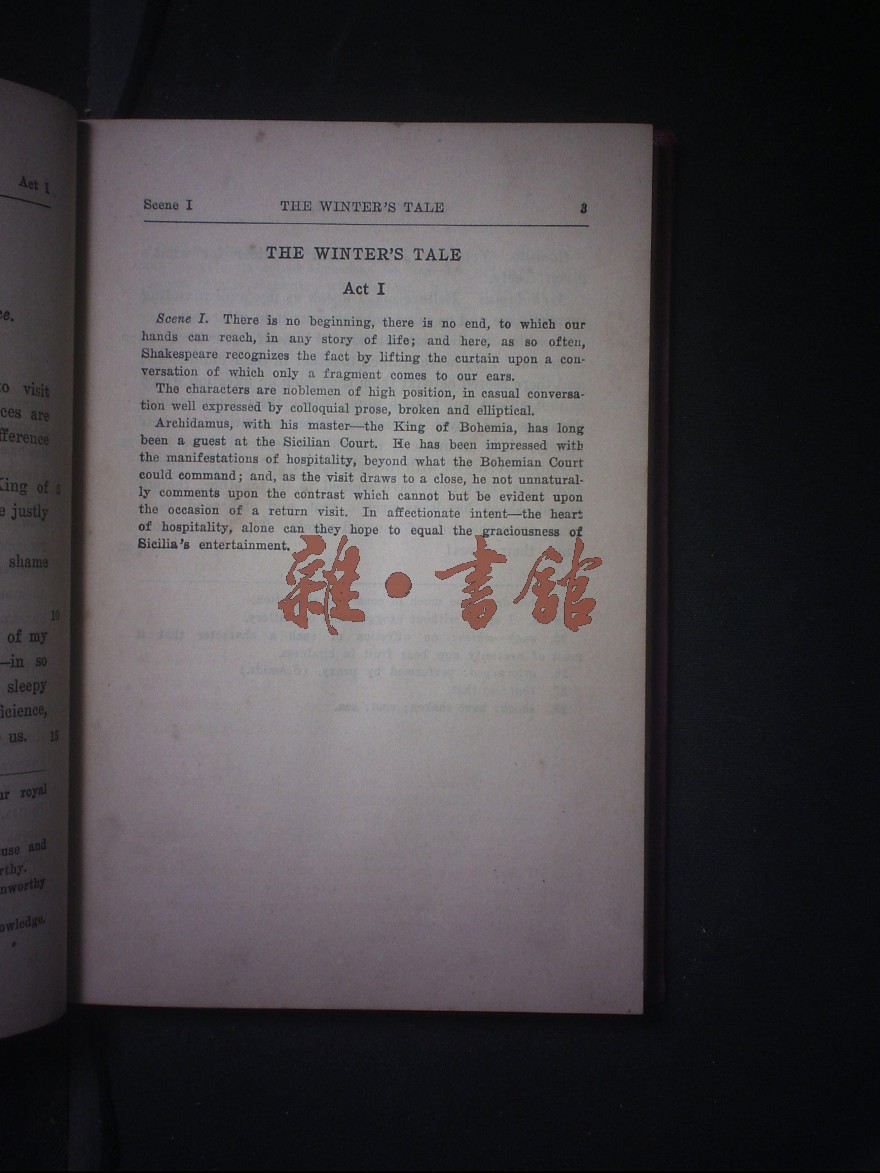 Act I
ce.
o visit
ces are
fference
King of 5
e justly
shame
10
of my
—in so
sleepy
icience,
us. 15
ur royal
use and
rthy.
nworthy
owledge.
Scene I THE WINTER'S TALE 3
THE WINTER'S TALE
Act I
Scene I. There is no beginning, there is no end, to which our
hands can reach, in any story of life; and here, as so often,
Shakespeare recognizes the fact by lifting the curtain upon a con-
versation of which only a fragment comes to our ears.
The characters are noblemen of high position, in casual conversa-
tion well expressed by colloquial prose, broken and elliptical.
Archidamus, with his master—the King of Bohemia, has long
been a guest at the Sicilian Court. He has been impressed with
the manifestations of hospitality, beyond what the Bohemian Court
could command; and, as the visit draws to a close, he not unnatural-
ly comments upon the contrast which cannot but be evident upon
the occasion of a return visit. In affectionate intent—the heart
of hospitality, alone can they hope to equal the graciousness of
Sicilia's entertainment.
雜·書館